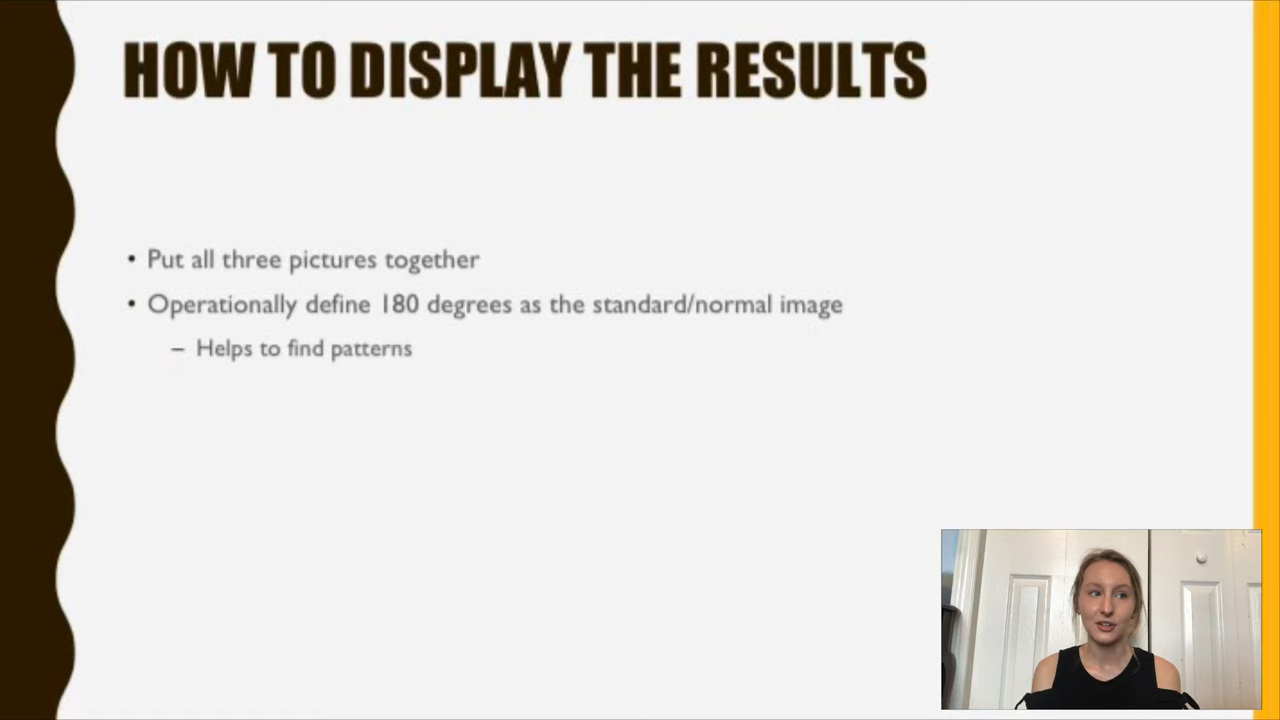 HOW TO DISPLAY THE RESULTS
• Put all three pictures together
• Operationally define 180 degrees as the standard/normal image
– Helps to find patterns